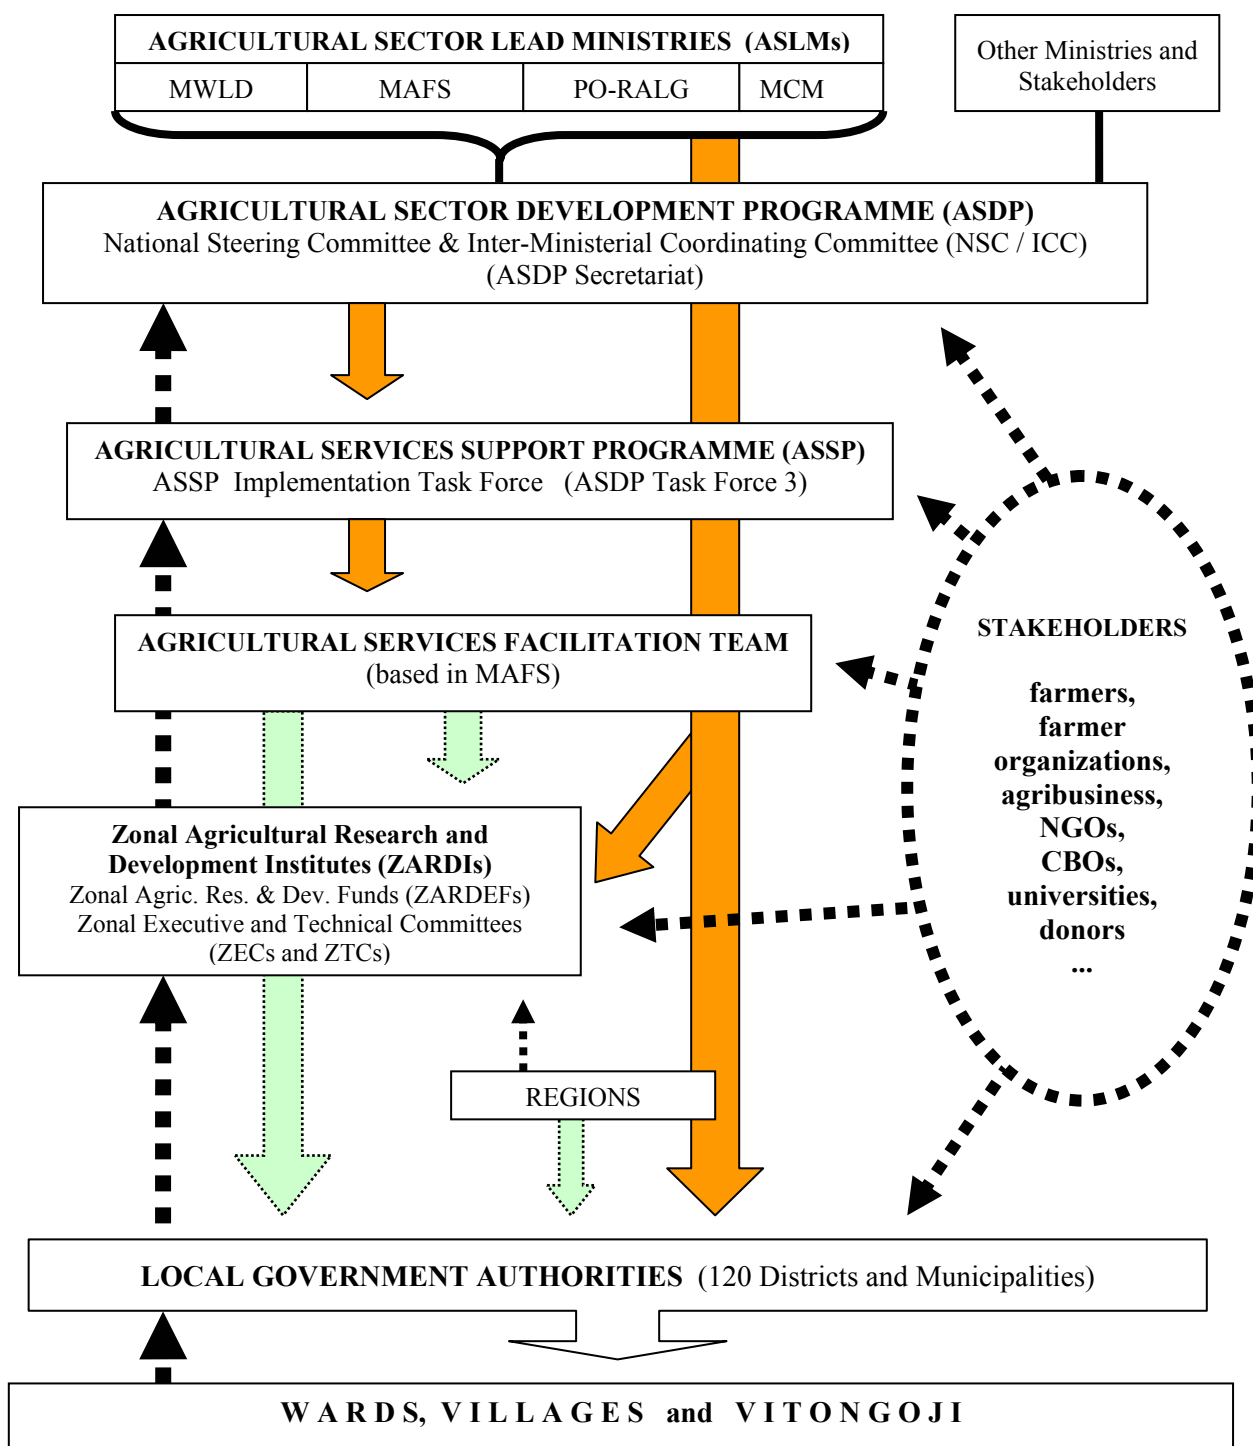 AGRICULTURAL SECTOR LEAD MINISTRIES (ASLMs)
MWLD
MAFS
PO-RALG
MCM
Other Ministries and
Stakeholders
AGRICULTURAL SECTOR DEVELOPMENT PROGRAMME (ASDP)
National Steering Committee & Inter-Ministerial Coordinating Committee (NSC / ICC)
(ASDP Secretariat)
AGRICULTURAL SERVICES SUPPORT PROGRAMME (ASSP)
ASSP Implementation Task Force (ASDP Task Force 3)
AGRICULTURAL SERVICES FACILITATION TEAM
(based in MAFS)
STAKEHOLDERS
farmers,
farmer
organizations,
agribusiness,
NGOs,
CBOs,
universities,
donors
...
Zonal Agricultural Research and
Development Institutes (ZARDIs)
Zonal Agric. Res. & Dev. Funds (ZARDEFs)
Zonal Executive and Technical Committees
(ZECs and ZTCs)
REGIONS
LOCAL GOVERNMENT AUTHORITIES (120 Districts and Municipalities)
W A R D S, V I L L A G E S and V I T O N G O J I